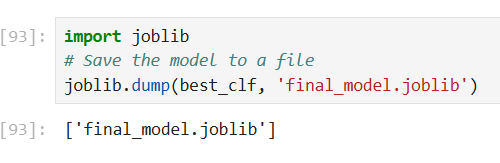 [93]: import joblib
# Save the model to a file
joblib.dump(best_clf, 'final_model.joblib')
[93]: ['final_model.joblib']